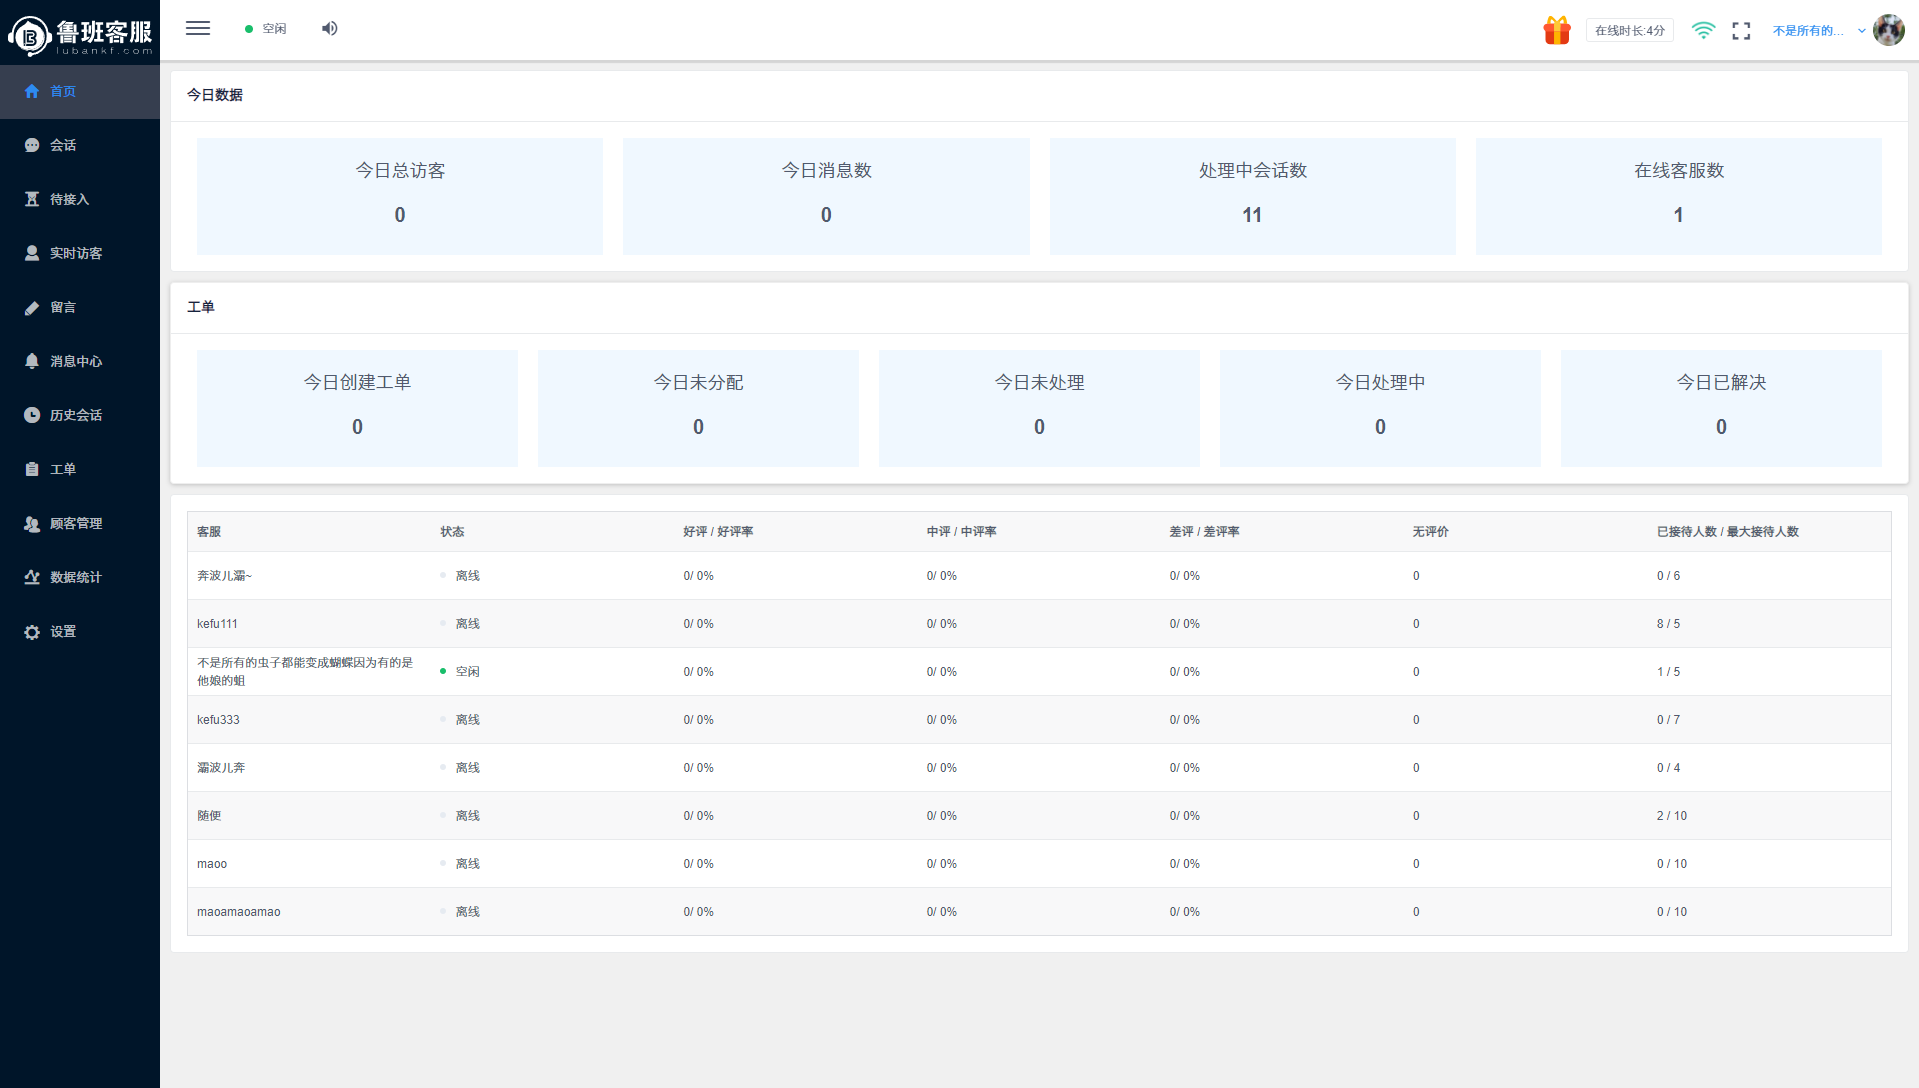 鲁班客服
lubankf.com
空闲
在线时长:4分
不是所有的...
首页
会话
待接入
实时访客
留言
消息中心
历史会话
工单
顾客管理
数据统计
设置
今日数据
今日总访客
0
今日消息数
0
处理中会话数
11
在线客服数
1
工单
今日创建工单
0
今日未分配
0
今日未处理
0
今日处理中
0
今日已解决
0
客服 状态 好评 / 好评率 中评 / 中评率 差评 / 差评率 无评价 已接待人数 / 最大接待人数
奔波儿灞~ 离线 0/ 0% 0/ 0% 0/ 0% 0 0 / 6
kefu111 离线 0/ 0% 0/ 0% 0/ 0% 0 8 / 5
不是所有的虫子都能变成蝴蝶因为有的是
他娘的蛆 空闲 0/ 0% 0/ 0% 0/ 0% 0 1 / 5
kefu333 离线 0/ 0% 0/ 0% 0/ 0% 0 0 / 7
灞波儿奔 离线 0/ 0% 0/ 0% 0/ 0% 0 0 / 4
随便 离线 0/ 0% 0/ 0% 0/ 0% 0 2 / 10
maoo 离线 0/ 0% 0/ 0% 0/ 0% 0 0 / 10
maoamaoamao 离线 0/ 0% 0/ 0% 0/ 0% 0 0 / 10